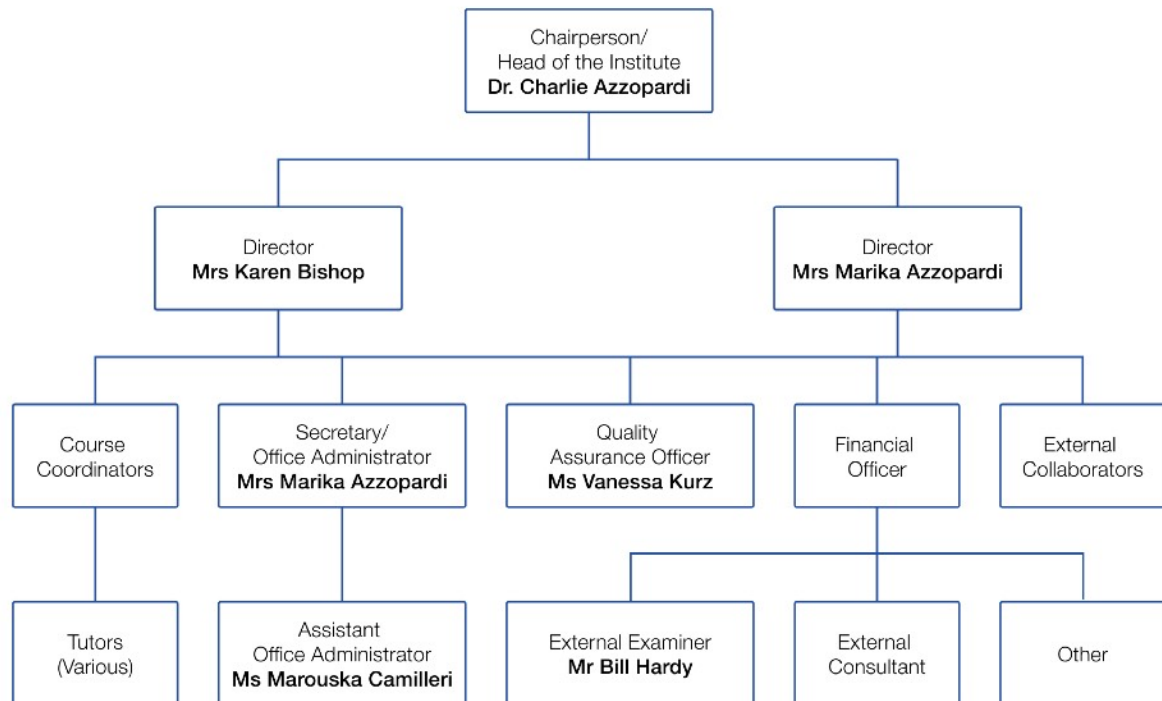 Chairperson/
Head of the Institute
Dr. Charlie Azzopardi
Director
Mrs Karen Bishop
Director
Mrs Marika Azzopardi
Course
Coordinators
Secretary/
Office Administrator
Mrs Marika Azzopardi
Quality
Assurance Officer
Ms Vanessa Kurz
Financial
Officer
External
Collaborators
Tutors
(Various)
Assistant
Office Administrator
Ms Marouska Camilleri
External Examiner
Mr Bill Hardy
External
Consultant
Other